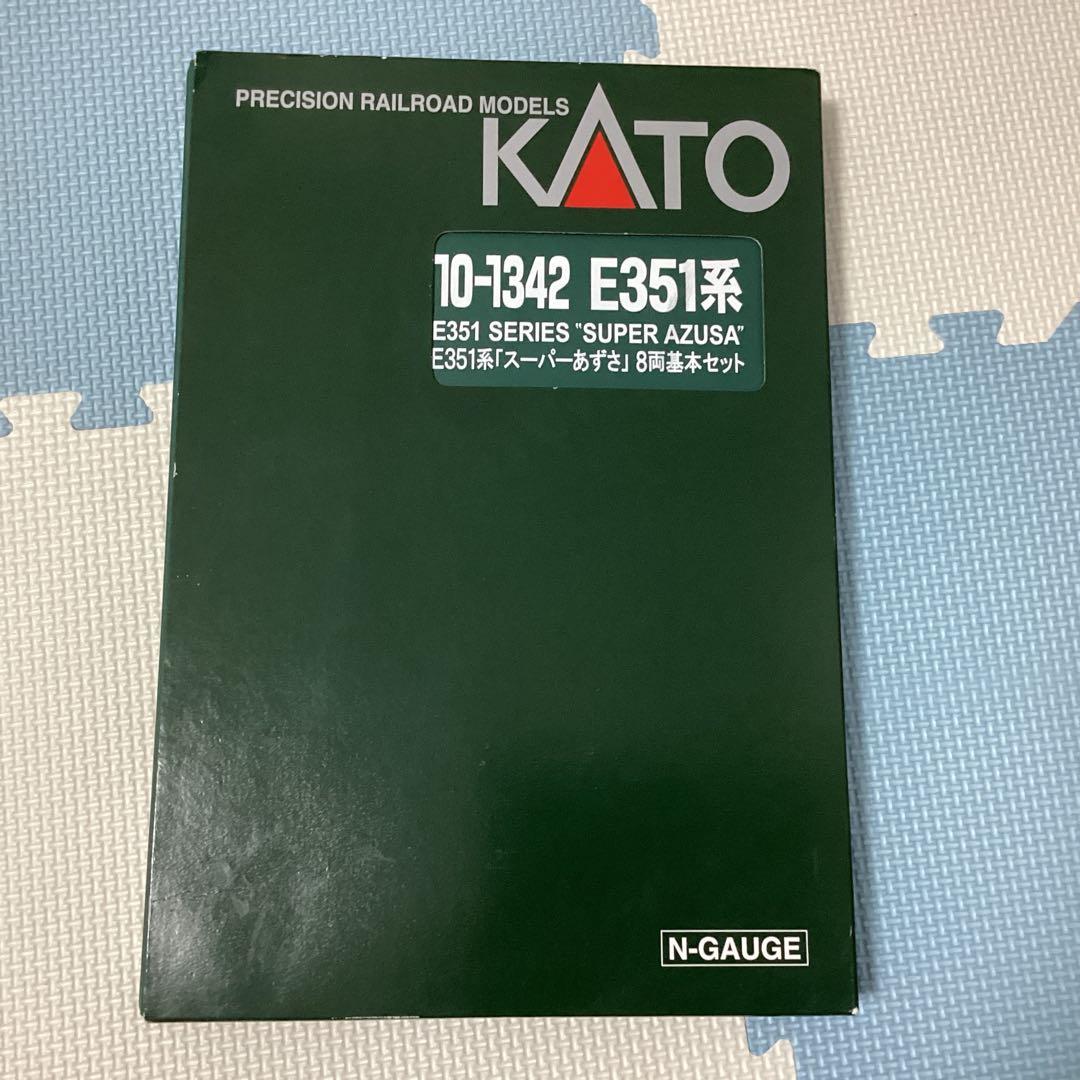 PRECISION RAILROAD MODELS
KATO
10-1342 E351系
E351 SERIES "SUPER AZUSA"
E351系「スーパーあずさ」8両基本セット
N-GAUGE